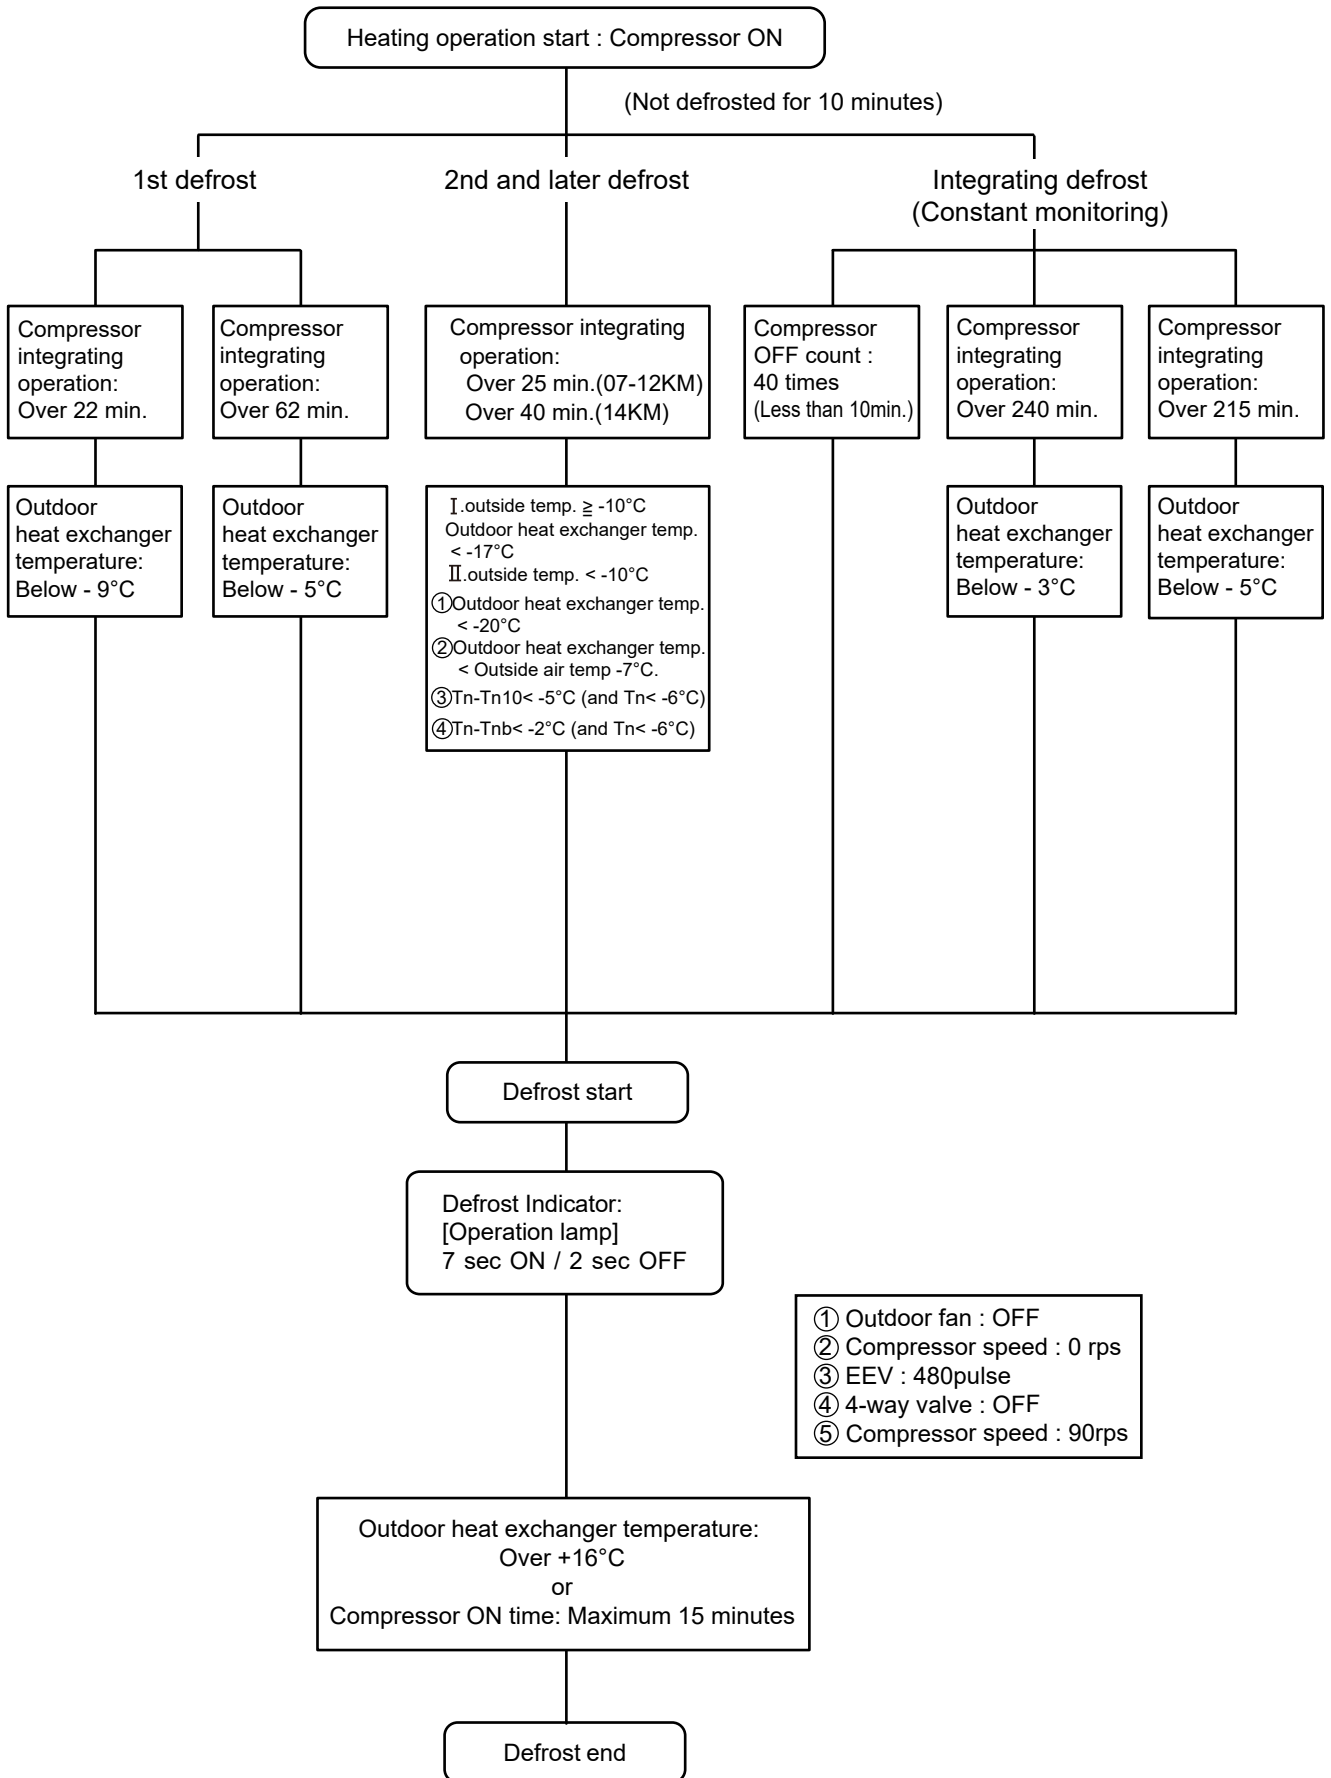 Heating operation start : Compressor ON
(Not defrosted for 10 minutes)
1st defrost
2nd and later defrost
Integrating defrost
(Constant monitoring)
Compressor
integrating
operation:
Over 22 min.
Compressor
integrating
operation:
Over 62 min.
Compressor integrating
operation:
Over 25 min.(07-12KM)
Over 40 min.(14KM)
Compressor
OFF count :
40 times
(Less than 10min.)
Compressor
integrating
operation:
Over 240 min.
Compressor
integrating
operation:
Over 215 min.
Outdoor
heat exchanger
temperature:
Below - 9°C
Outdoor
heat exchanger
temperature:
Below - 5°C
Ⅰ.outside temp. ≧ -10°C
Outdoor heat exchanger temp.
< -17°C
Ⅱ.outside temp. < -10°C
①Outdoor heat exchanger temp.
< -20°C
②Outdoor heat exchanger temp.
< Outside air temp -7°C.
③Tn-Tn10< -5°C (and Tn< -6°C)
④Tn-Tnb< -2°C (and Tn< -6°C)
Outdoor
heat exchanger
temperature:
Below - 3°C
Outdoor
heat exchanger
temperature:
Below - 5°C
Defrost start
Defrost Indicator:
[Operation lamp]
7 sec ON / 2 sec OFF
① Outdoor fan : OFF
② Compressor speed : 0 rps
③ EEV : 480pulse
④ 4-way valve : OFF
⑤ Compressor speed : 90rps
Outdoor heat exchanger temperature:
Over +16°C
or
Compressor ON time: Maximum 15 minutes
Defrost end